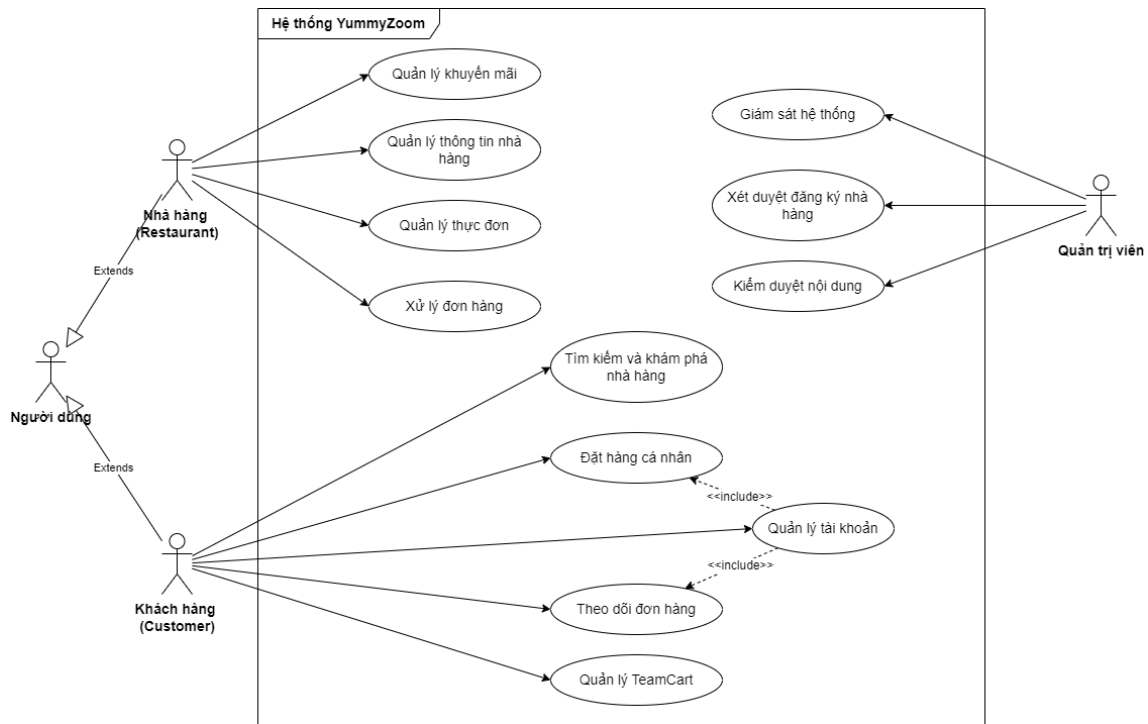 Hệ thống YummyZoom
Quản lý khuyến mãi
Quản lý thông tin nhà
hàng
Quản lý thực đơn
Xử lý đơn hàng
Giám sát hệ thống
Xét duyệt đăng ký nhà
hàng
Kiểm duyệt nội dung
Quản trị viên
Nhà hàng
(Restaurant)
Extends
Người dùng
Extends
Khách hàng
(Customer)
Tìm kiếm và khám phá
nhà hàng
Đặt hàng cá nhân
<<include>>
Quản lý tài khoản
<<include>>
Theo dõi đơn hàng
Quản lý TeamCart